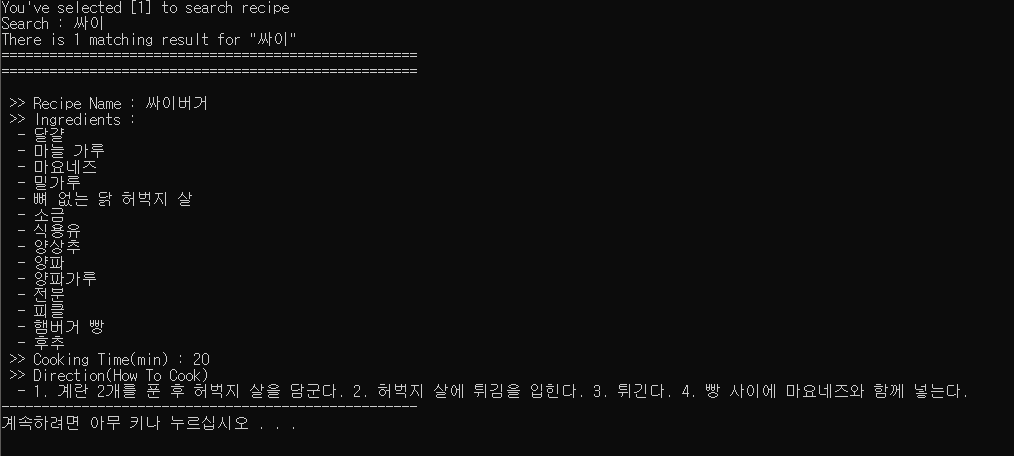 You've selected [1] to search recipe
Search : 싸이
There is 1 matching result for "싸이"
====================================================
====================================================
>> Recipe Name : 싸이버거
>> Ingredients :
- 달걀
- 마늘 가루
- 마요네즈
- 밀가루
- 뼈 없는 닭 허벅지 살
- 소금
- 식용유
- 양상추
- 양파
- 양파가루
- 전분
- 피클
- 햄버거 빵
- 후추
>> Cooking Time(min) : 20
>> Direction(How To Cook)
- 1. 계란 2개를 푼 후 허벅지 살을 담군다. 2. 허벅지 살에 튀김을 입힌다. 3. 튀긴다. 4. 빵 사이에 마요네즈와 함께 넣는다.
----------------------------------------------------
계속하려면 아무 키나 누르십시오 . . .